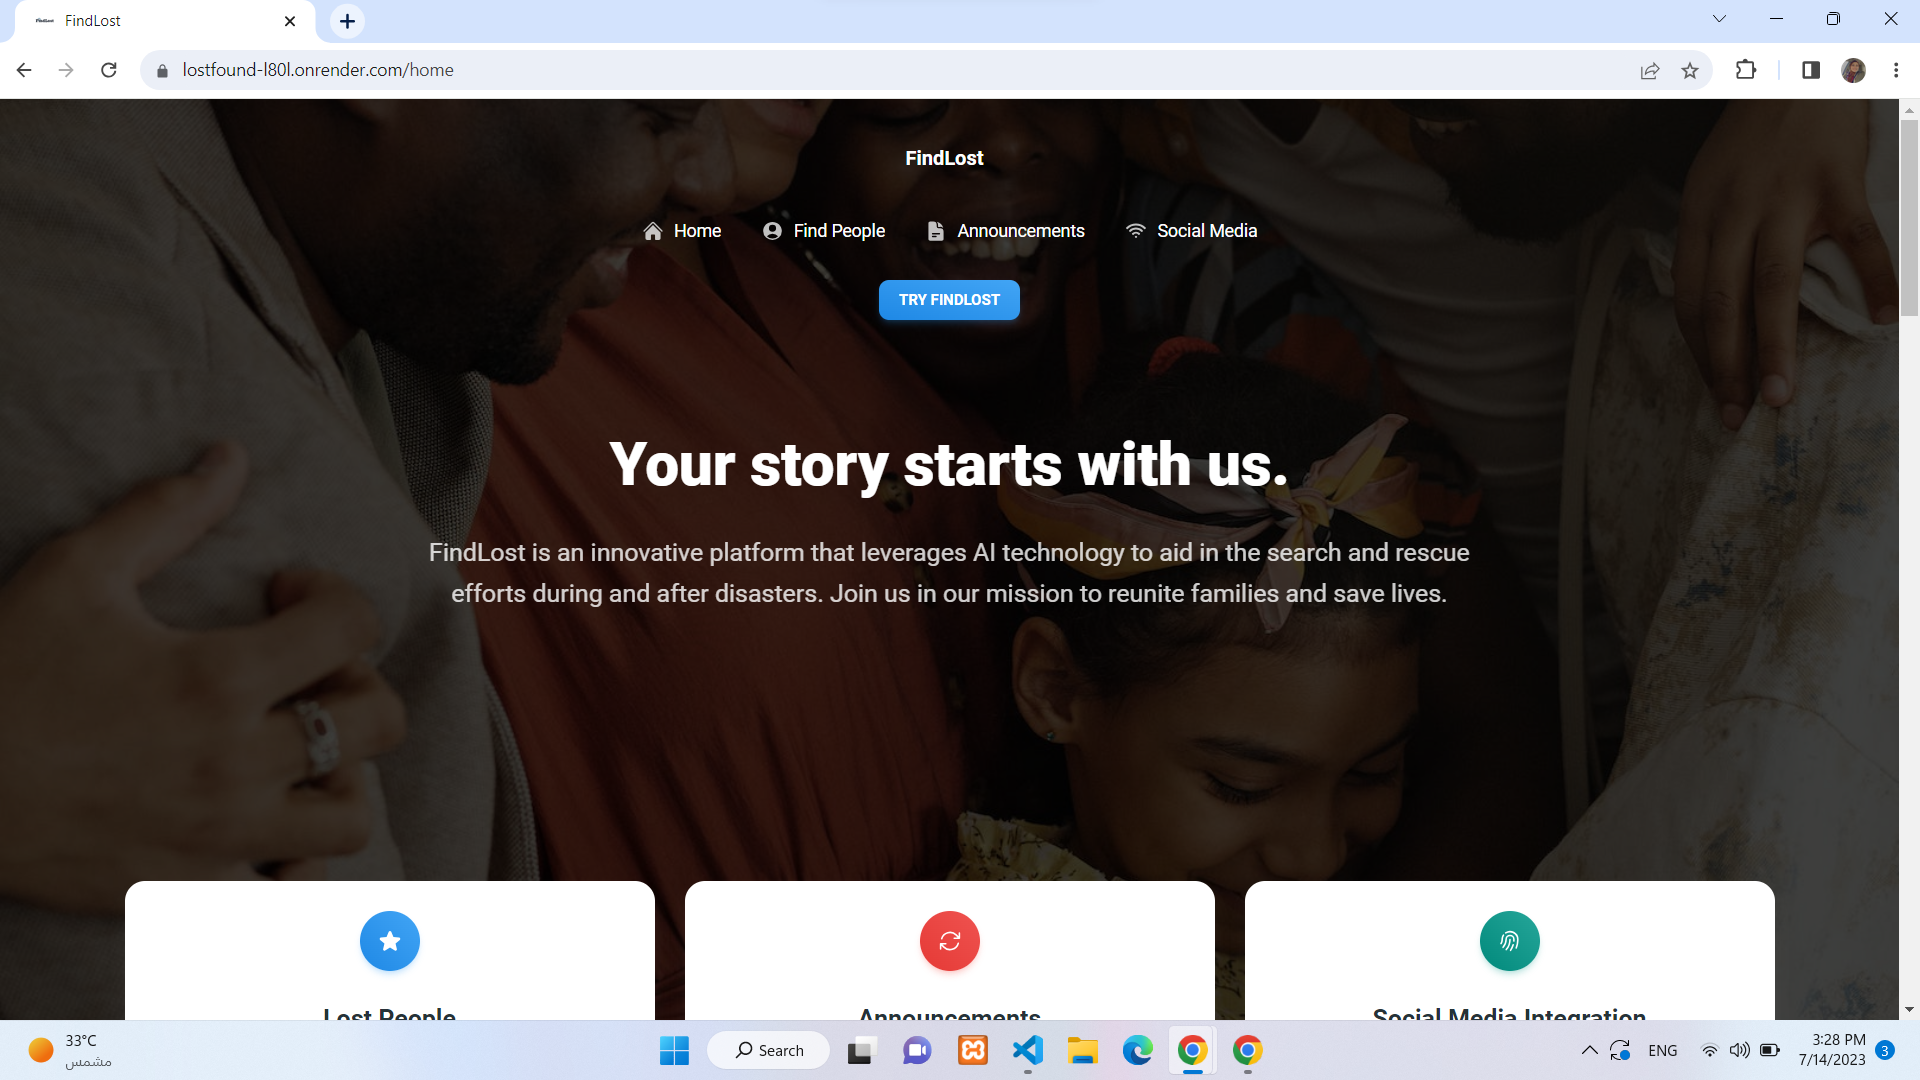 FindLost
lostfound-l80l.onrender.com/home
FindLost
Home Find People Announcements Social Media
TRY FINDLOST
Your story starts with us.
FindLost is an innovative platform that leverages AI technology to aid in the search and rescue
efforts during and after disasters. Join us in our mission to reunite families and save lives.
Lost People Announcements Social Media Integration
33°C
مشمس
Search
ENG
3:28 PM
7/14/2023
3